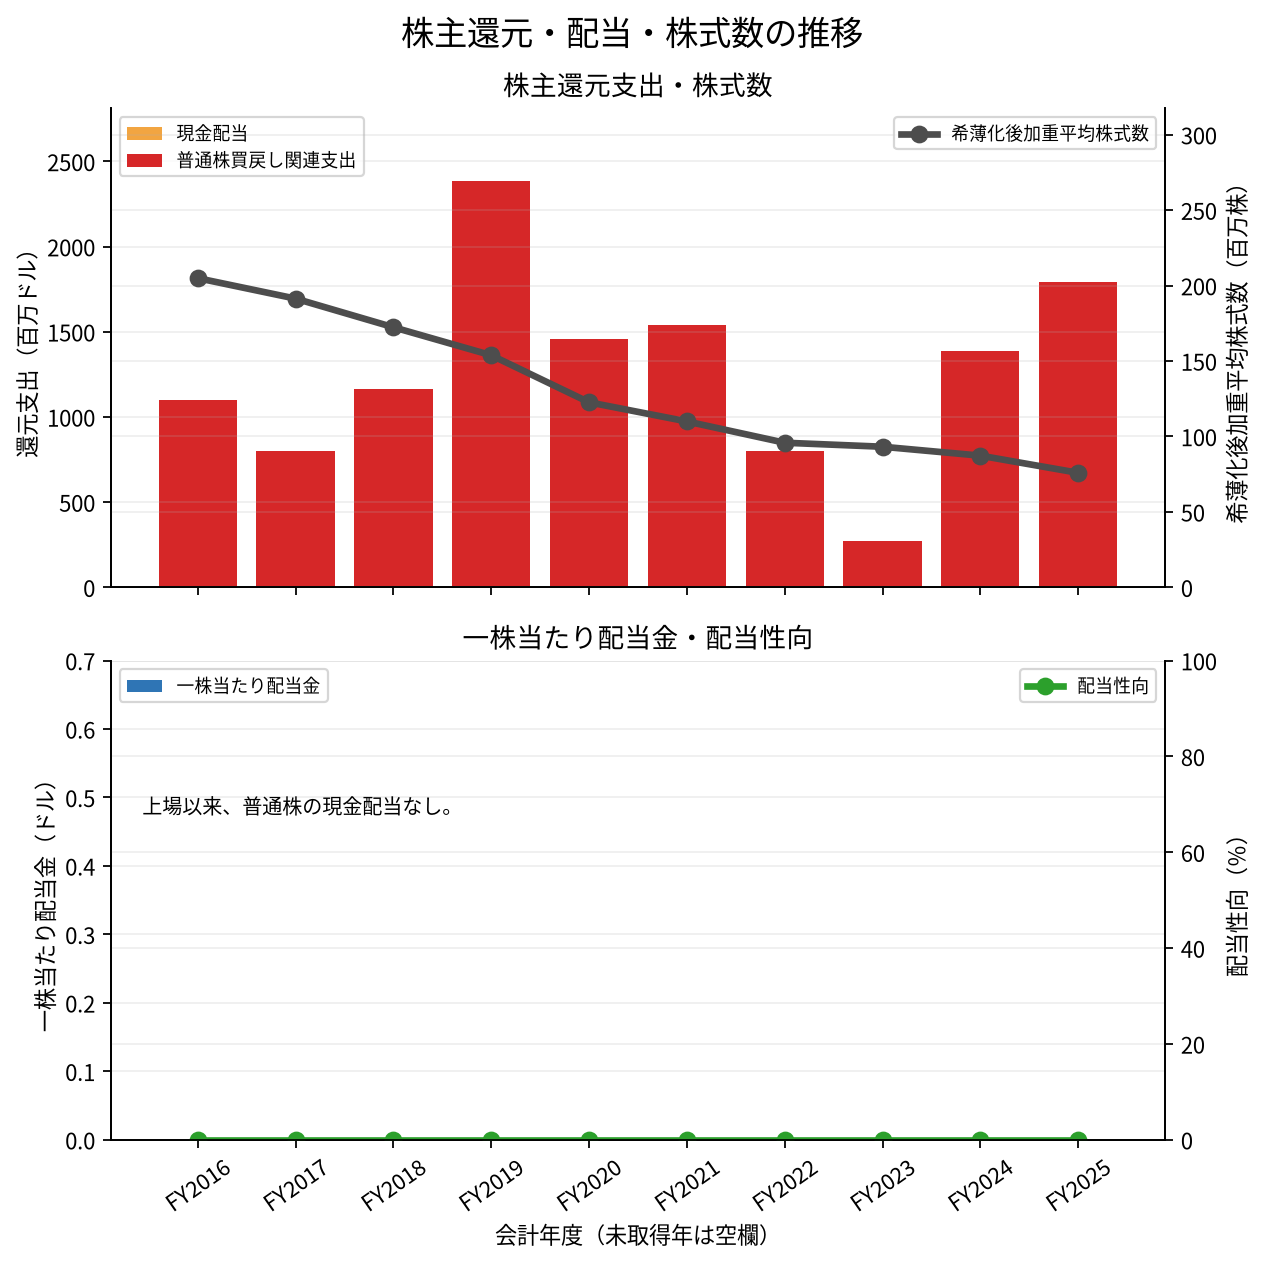 株主還元・配当・株式数の推移
株主還元支出・株式数
現金配当
普通株買戻し関連支出
希薄化後加重平均株式数
還元支出（百万ドル）
2500
2000
1500
1000
500
0
300
250
200
150
100
50
0
希薄化後加重平均株式数（百万株）
一株当たり配当金・配当性向
一株当たり配当金
配当性向
上場以来、普通株の現金配当なし。
一株当たり配当金（ドル）
0.7
0.6
0.5
0.4
0.3
0.2
0.1
0.0
100
80
60
40
20
0
配当性向（%）
FY2016 FY2017 FY2018 FY2019 FY2020 FY2021 FY2022 FY2023 FY2024 FY2025
会計年度（未取得年は空欄）